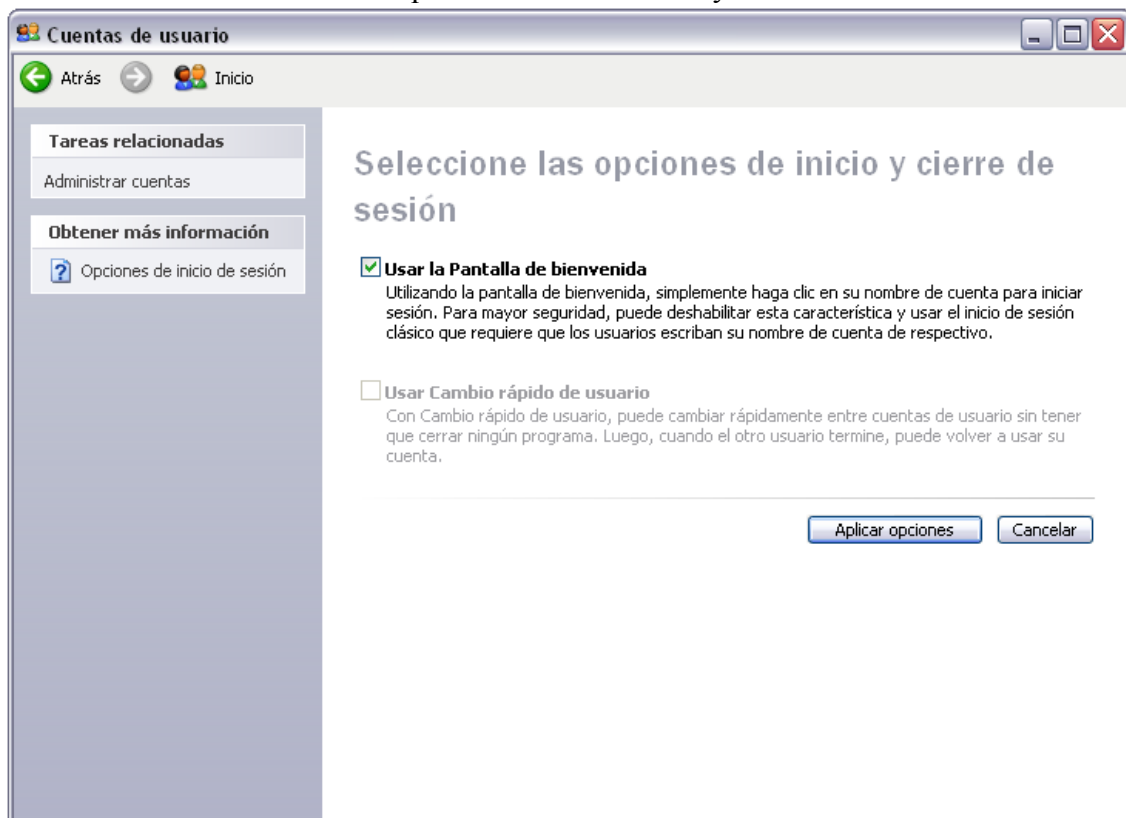 Cuentas de usuario
Atrás
Inicio
Tareas relacionadas
Administrar cuentas
Obtener más información
Opciones de inicio de sesión
Seleccione las opciones de inicio y cierre de
sesión
Usar la Pantalla de bienvenida
Utilizando la pantalla de bienvenida, simplemente haga clic en su nombre de cuenta para iniciar
sesión. Para mayor seguridad, puede deshabilitar esta característica y usar el inicio de sesión
clásico que requiere que los usuarios escriban su nombre de cuenta de respectivo.
Usar Cambio rápido de usuario
Con Cambio rápido de usuario, puede cambiar rápidamente entre cuentas de usuario sin tener
que cerrar ningún programa. Luego, cuando el otro usuario termine, puede volver a usar su
cuenta.
Aplicar opciones
Cancelar